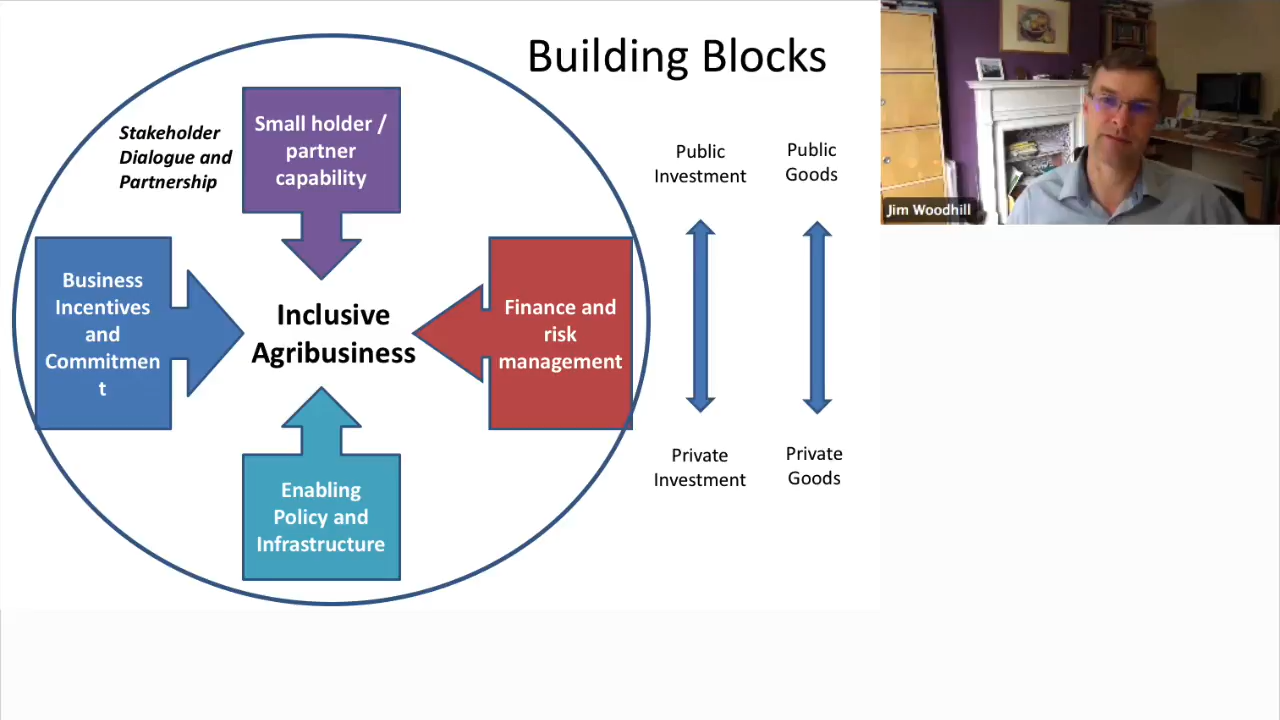 Building Blocks
Stakeholder
Dialogue and
Partnership
Small holder /
partner
capability
Business
Incentives
and
Commitmen
t
Inclusive
Agribusiness
Finance and
risk
management
Enabling
Policy and
Infrastructure
Public
Investment
Public
Goods
Private
Investment
Private
Goods
Jim Woodhill